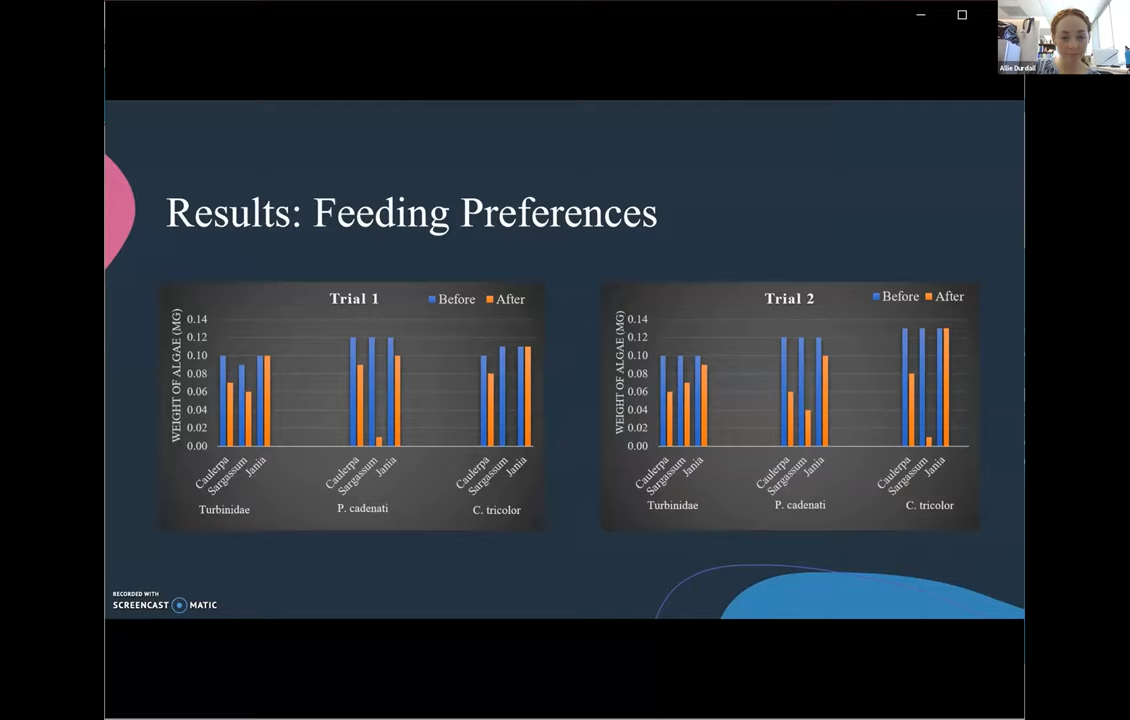 Allie Durdall
Results: Feeding Preferences
Trial 1
Before
After
WEIGHT OF ALGAE (MG)
0.14
0.12
0.10
0.08
0.06
0.04
0.02
0.00
Caulerpa
Sargassum
Jania
Caulerpa
Sargassum
Jania
Caulerpa
Sargassum
Jania
Turbinidae
P. cadenati
C. tricolor
Trial 2
Before
After
WEIGHT OF ALGAE (MG)
0.14
0.12
0.10
0.08
0.06
0.04
0.02
0.00
Caulerpa
Sargassum
Jania
Caulerpa
Sargassum
Jania
Caulerpa
Sargassum
Jania
Turbinidae
P. cadenati
C. tricolor
RECORDED WITH
SCREENCAST MATIC